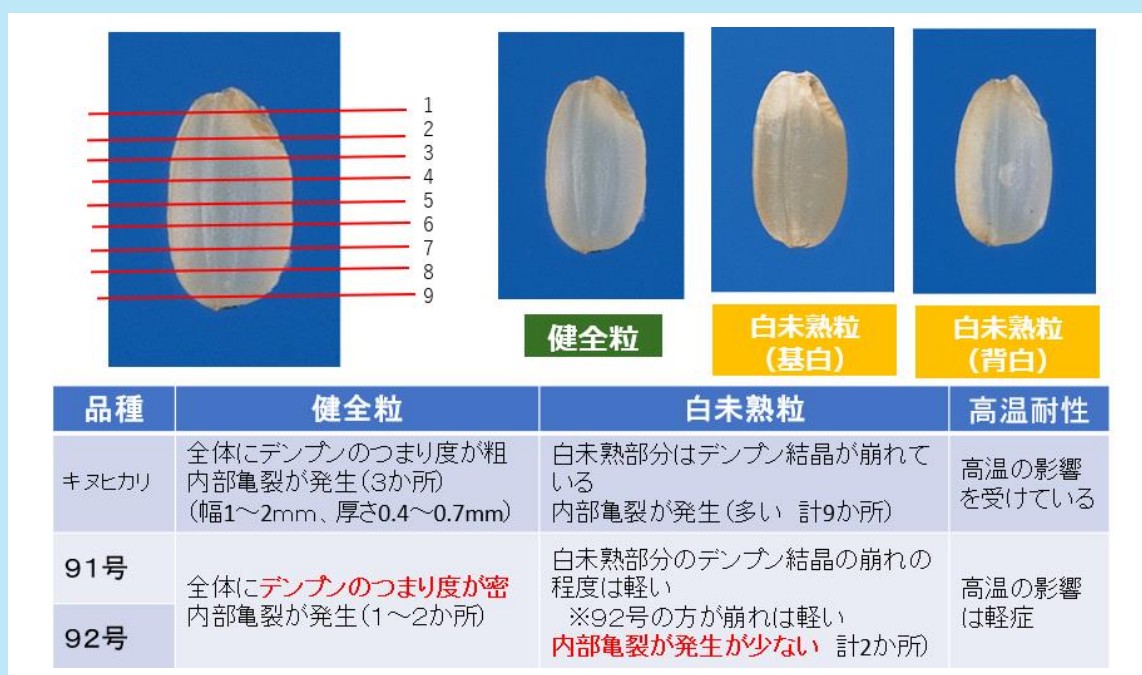 1
2
3
4
5
6
7
8
9
健全粒
白未熟粒
(基白)
白未熟粒
(背白)
品種
健全粒
白未熟粒
高温耐性
キヌヒカリ
全体にデンプンのつまり度が粗
内部亀裂が発生(3か所)
(幅1~2mm、厚さ0.4~0.7mm)
白未熟部分はデンプン結晶が崩れて
いる
内部亀裂が発生(多い 計9か所)
高温の影響
を受けている
91号
92号
全体にデンプンのつまり度が密
内部亀裂が発生(1~2か所)
白未熟部分のデンプン結晶の崩れの
程度は軽い
※92号の方が崩れは軽い
内部亀裂が発生が少ない 計2か所)
高温の影響
は軽症